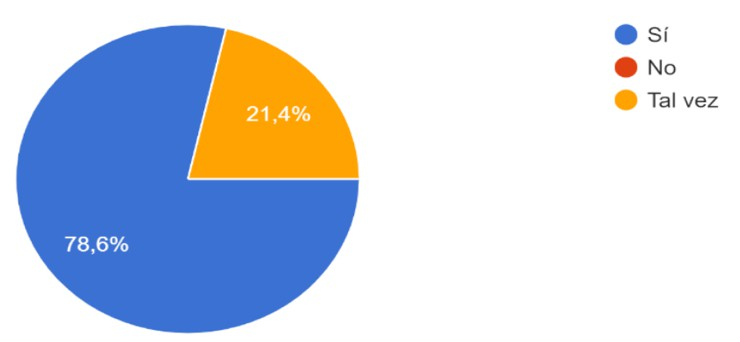 Sí
No
Tal vez
21,4%
78,6%